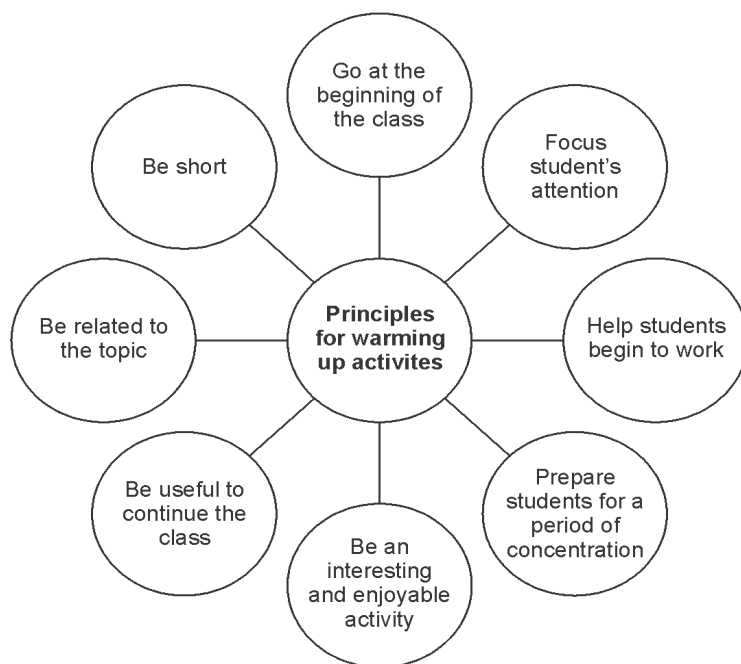 Go at the
beginning of
the class
Focus
student's
attention
Help students
begin to work
Prepare
students for a
period of
concentration
Be an
interesting
and enjoyable
activity
Be useful to
continue the
class
Be related to
the topic
Be short
Principles
for warming
up activites